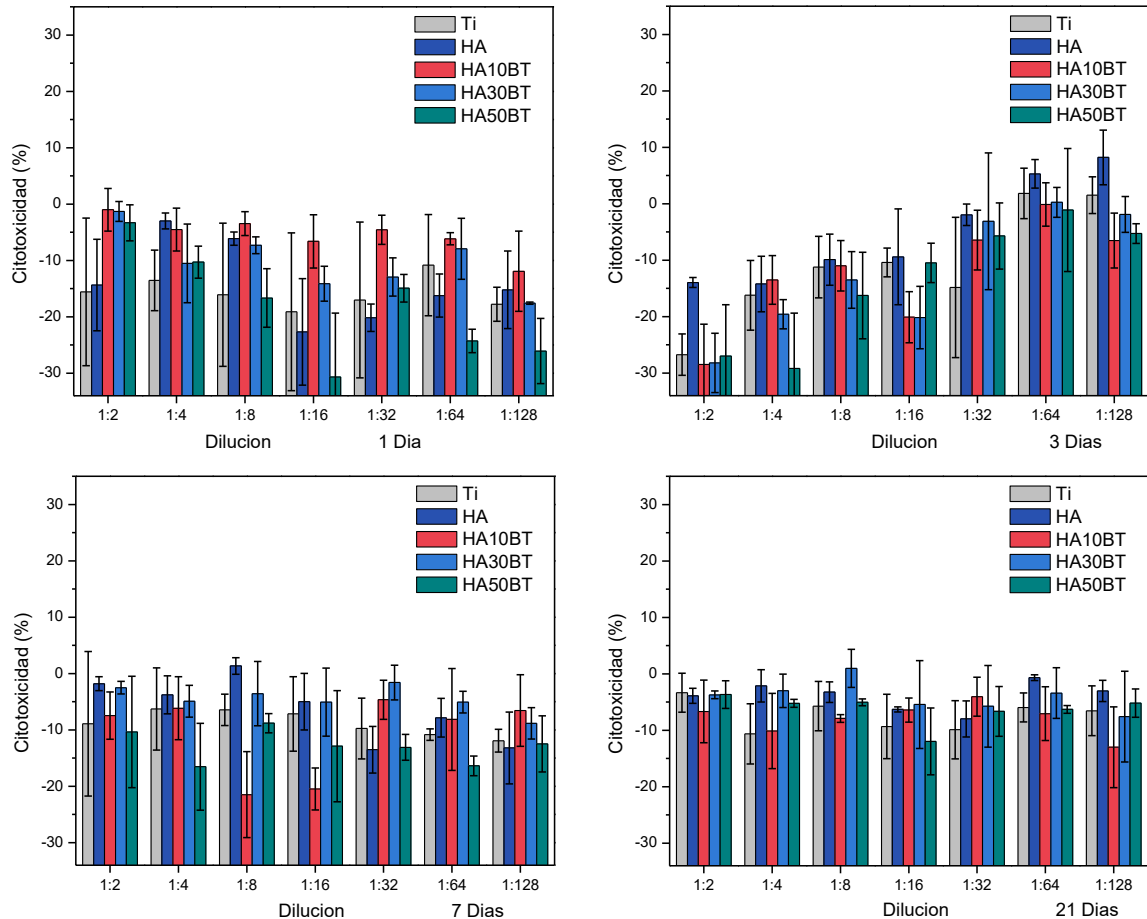 30
20
10
0
-10
-20
-30
Citotoxicidad (%)
Ti
HA
HA10BT
HA30BT
HA50BT
1:2 1:4 1:8 1:16 1:32 1:64 1:128
Dilucion 1 Dia
30
20
10
0
-10
-20
-30
Citotoxicidad (%)
Ti
HA
HA10BT
HA30BT
HA50BT
1:2 1:4 1:8 1:16 1:32 1:64 1:128
Dilucion 3 Dias
30
20
10
0
-10
-20
-30
Citotoxicidad (%)
Ti
HA
HA10BT
HA30BT
HA50BT
1:2 1:4 1:8 1:16 1:32 1:64 1:128
Dilucion 7 Dias
30
20
10
0
-10
-20
-30
Citotoxicidad (%)
Ti
HA
HA10BT
HA30BT
HA50BT
1:2 1:4 1:8 1:16 1:32 1:64 1:128
Dilucion 21 Dias